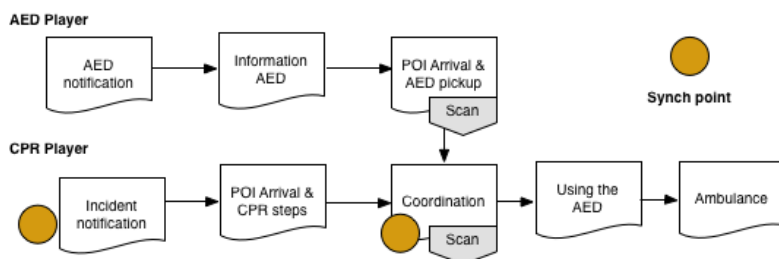 AED Player
AED
notification
Information
AED
POI Arrival &
AED pickup
Scan
Synch point
CPR Player
Incident
notification
POI Arrival &
CPR steps
Coordination
Scan
Using the
AED
Ambulance